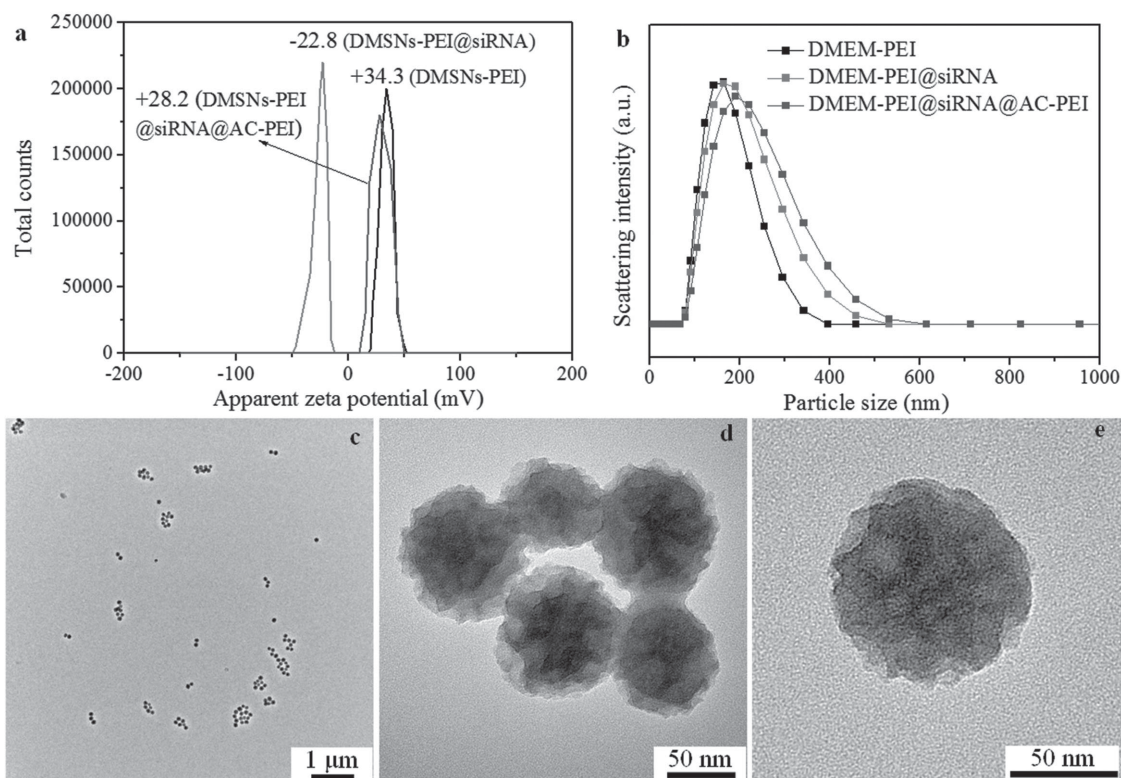 a
250000
200000
150000
100000
50000
0
Total counts
-200
-100
0
100
200
Apparent zeta potential (mV)
-22.8 (DMSNs-PEI@siRNA)
+34.3 (DMSNs-PEI)
+28.2 (DMSNs-PEI
@siRNA@AC-PEI)
b
DMEM-PEI
DMEM-PEI@siRNA
DMEM-PEI@siRNA@AC-PEI
Scattering intensity (a.u.)
0
200
400
600
800
1000
Particle size (nm)
c
1 μm
d
50 nm
e
50 nm